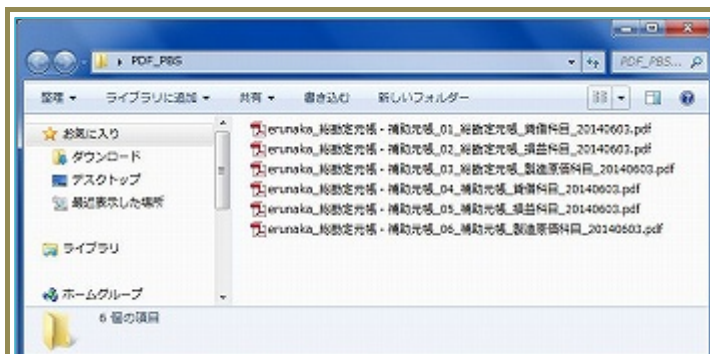 PDF_PBS
PDF_PBS...
整理
ライブラリに追加
共有
書き込む
新しいフォルダー
お気に入り
ダウンロード
デスクトップ
最近表示した場所
ライブラリ
ホームグループ
erunaka_総勘定元帳・補助元帳_01_総勘定元帳_貸借科目_20140603.pdf
erunaka_総勘定元帳・補助元帳_02_総勘定元帳_損益科目_20140603.pdf
erunaka_総勘定元帳・補助元帳_03_総勘定元帳_製造原価科目_20140603.pdf
erunaka_総勘定元帳・補助元帳_04_補助元帳_貸借科目_20140603.pdf
erunaka_総勘定元帳・補助元帳_05_補助元帳_損益科目_20140603.pdf
erunaka_総勘定元帳・補助元帳_06_補助元帳_製造原価科目_20140603.pdf
6 個の項目